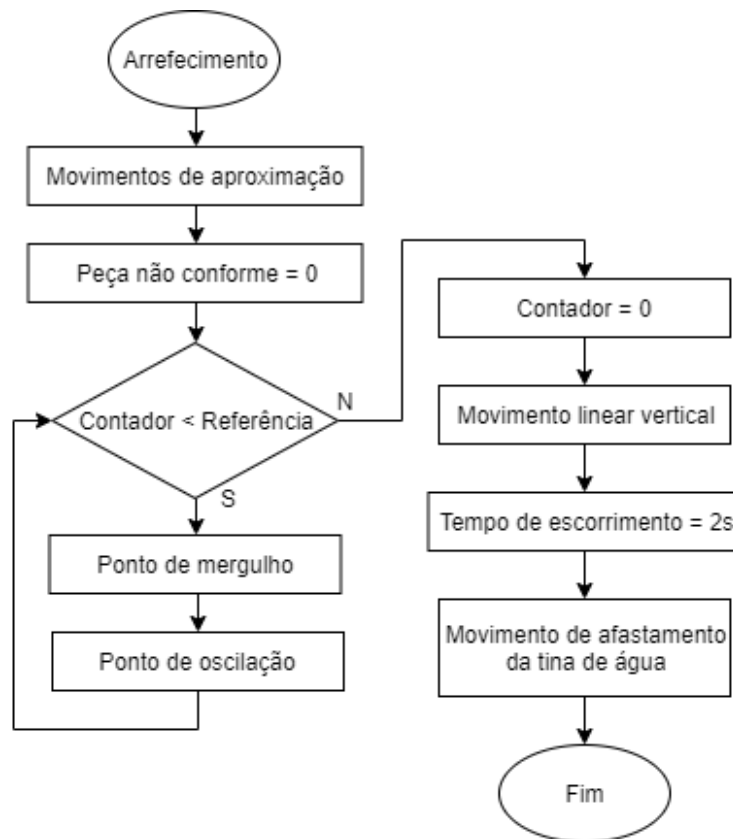 Arrefecimento
Movimentos de aproximação
Peça não conforme = 0
Contador < Referência
N
S
Ponto de mergulho
Ponto de oscilação
Contador = 0
Movimento linear vertical
Tempo de escorrimento = 2s
Movimento de afastamento
da tina de água
Fim